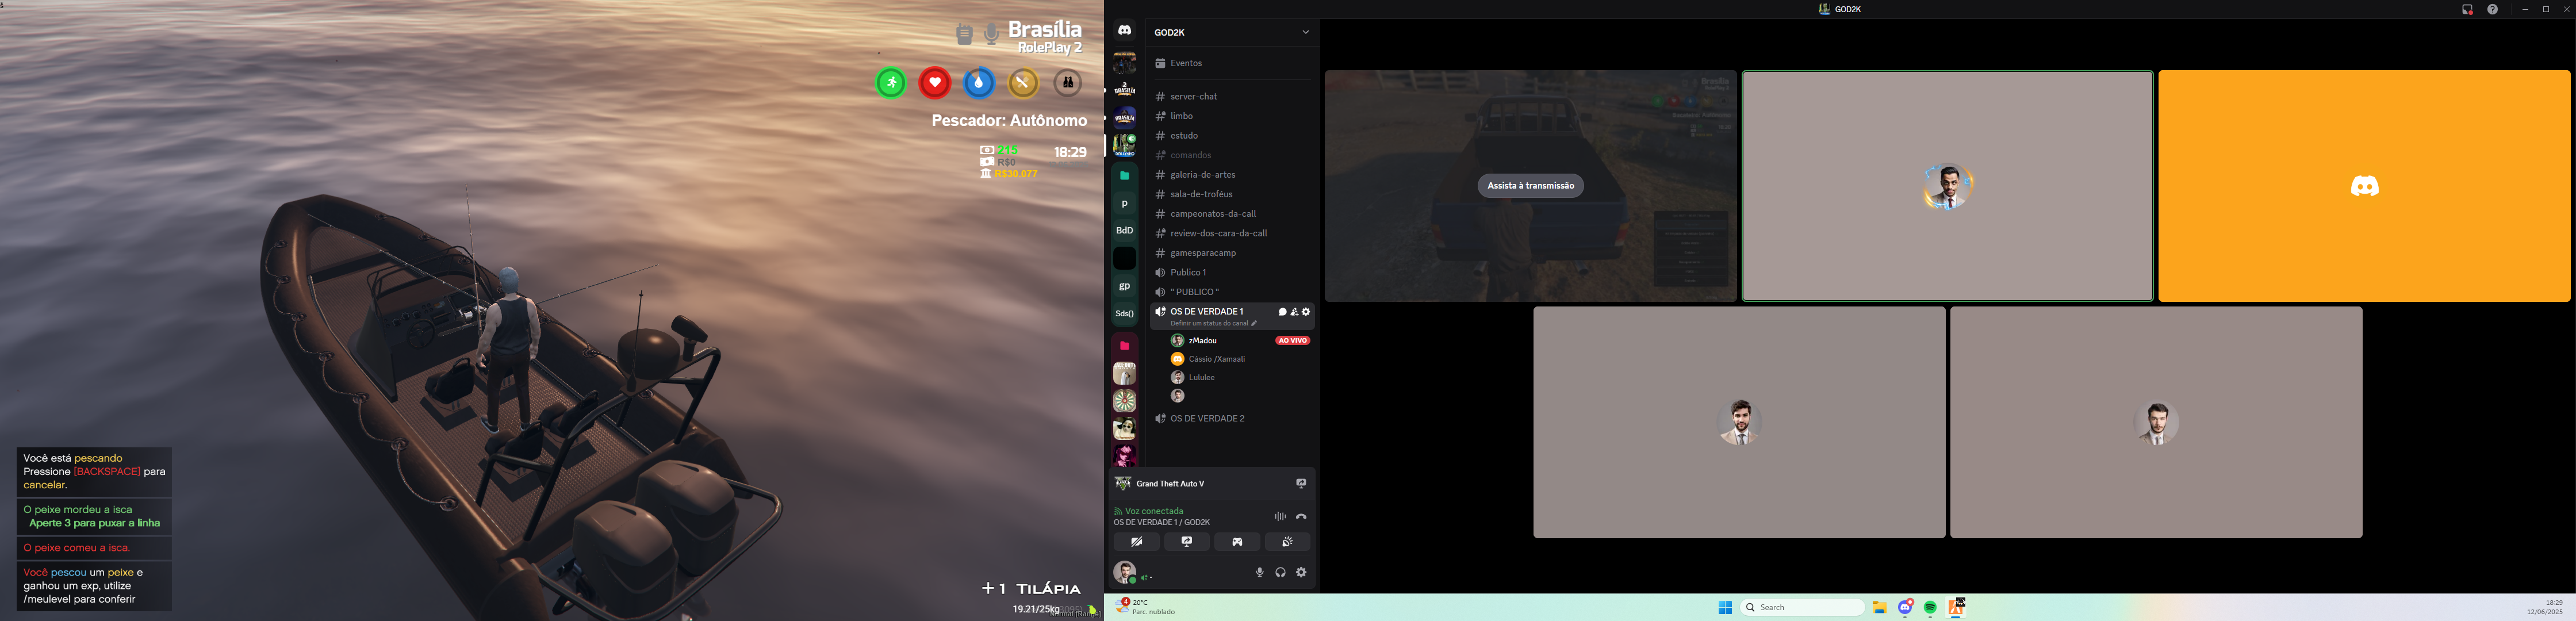 Brasília
RolePlay 2
Pescador: Autônomo
215
18:29
R$0
R$30.077
Você está pescando
Pressione [BACKSPACE] para
cancelar.
O peixe mordeu a isca
Aperte 3 para puxar a linha
O peixe comeu a isca.
Você pescou um peixe e
ganhou um exp, utilize
/meulevel para conferir
+ 1 Tilápia
19.21/25kg
GOD2K
GOD2K
Eventos
server-chat
limbo
estudo
comandos
galeria-de-artes
sala-de-troféus
campeonatos-da-call
review-dos-cara-da-call
gamesparacamp
Publico 1
" PUBLICO "
OS DE VERDADE 1
Definir um status do canal
zMadou
AO VIVO
Cássio /Xamaali
Lululee
OS DE VERDADE 2
p
BdD
gp
Sds()
Grand Theft Auto V
Voz conectada
OS DE VERDADE 1 / GOD2K
Assista à transmissão
4
20°C
Parc. nublado
Search
18:29
12/06/2025